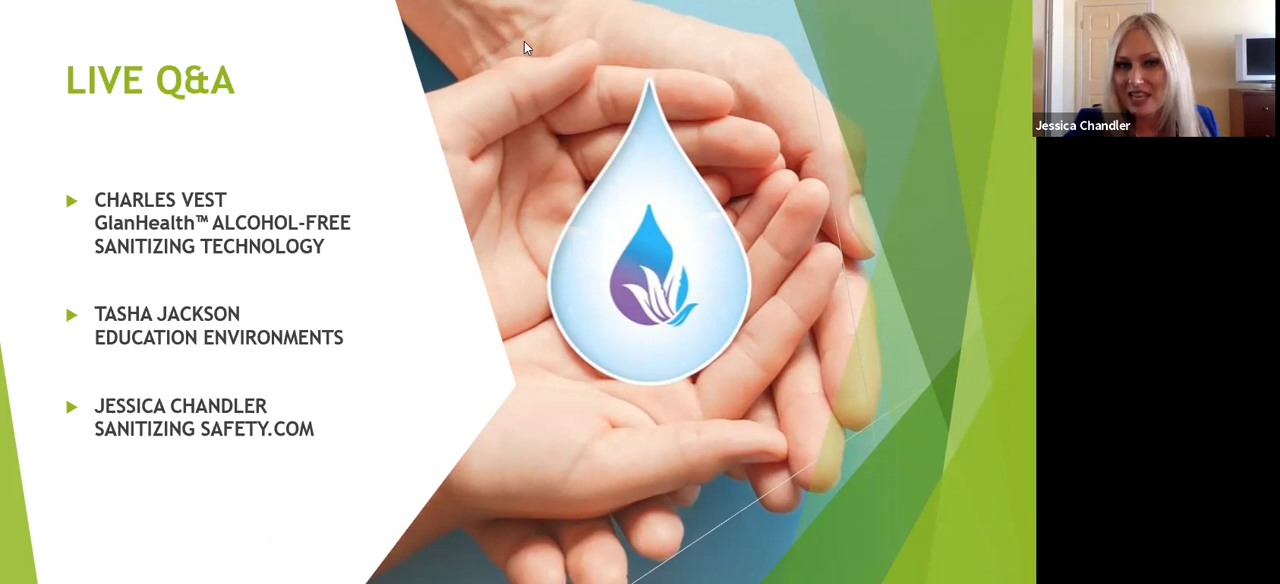 LIVE Q&A
CHARLES VEST
GlanHealth™ ALCOHOL-FREE
SANITIZING TECHNOLOGY
TASHA JACKSON
EDUCATION ENVIRONMENTS
JESSICA CHANDLER
SANITIZING SAFETY.COM
Jessica Chandler